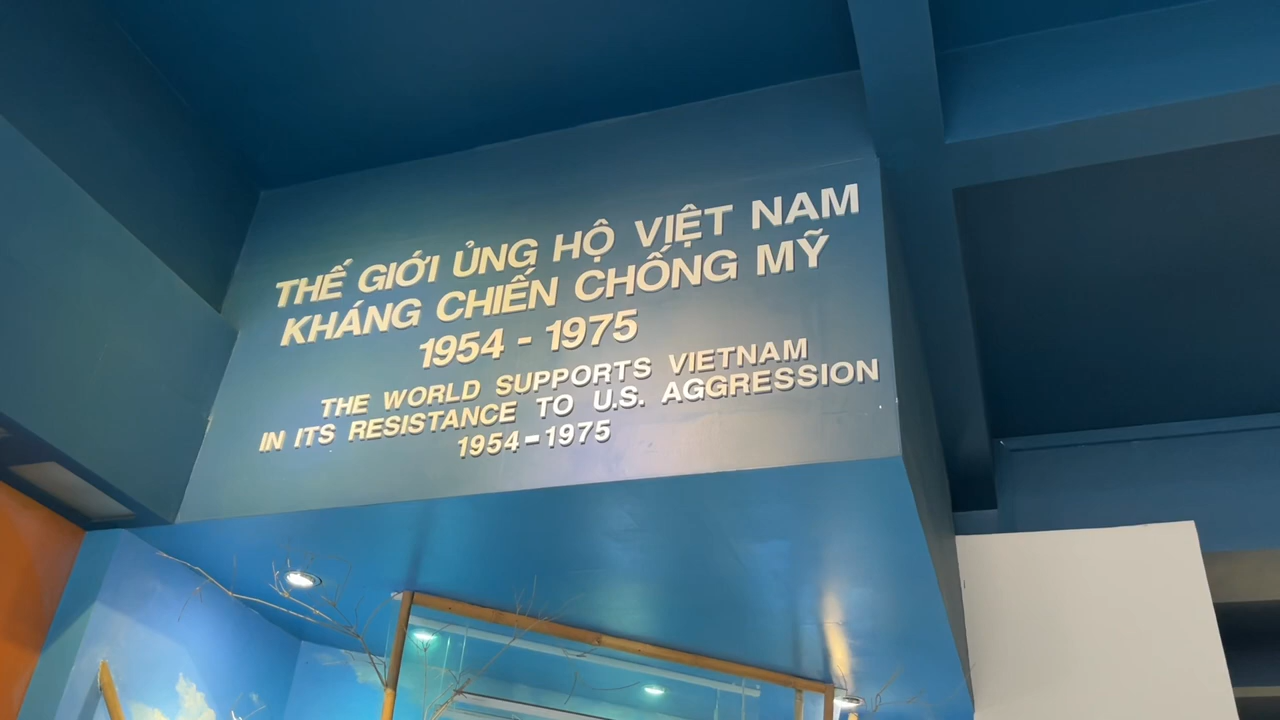 THẾ GIỚI ỦNG HỘ VIỆT NAM
KHÁNG CHIẾN CHỐNG MỸ
1954 - 1975
THE WORLD SUPPORTS VIETNAM
IN ITS RESISTANCE TO U.S. AGGRESSION
1954-1975